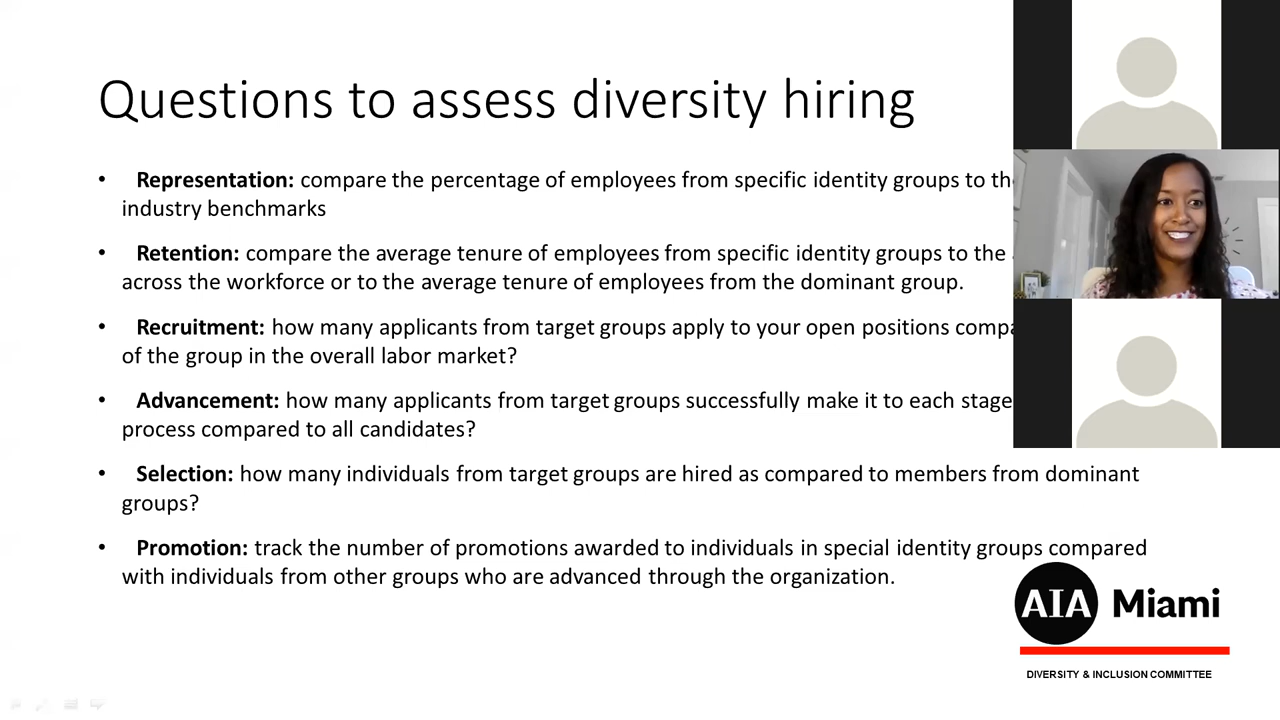 Questions to assess diversity hiring
• Representation: compare the percentage of employees from specific identity groups to
industry benchmarks
• Retention: compare the average tenure of employees from specific identity groups to the
across the workforce or to the average tenure of employees from the dominant group.
• Recruitment: how many applicants from target groups apply to your open positions
of the group in the overall labor market?
• Advancement: how many applicants from target groups successfully make it to each stage
process compared to all candidates?
• Selection: how many individuals from target groups are hired as compared to members from dominant
groups?
• Promotion: track the number of promotions awarded to individuals in special identity groups compared
with individuals from other groups who are advanced through the organization.
AIA Miami
DIVERSITY & INCLUSION COMMITTEE